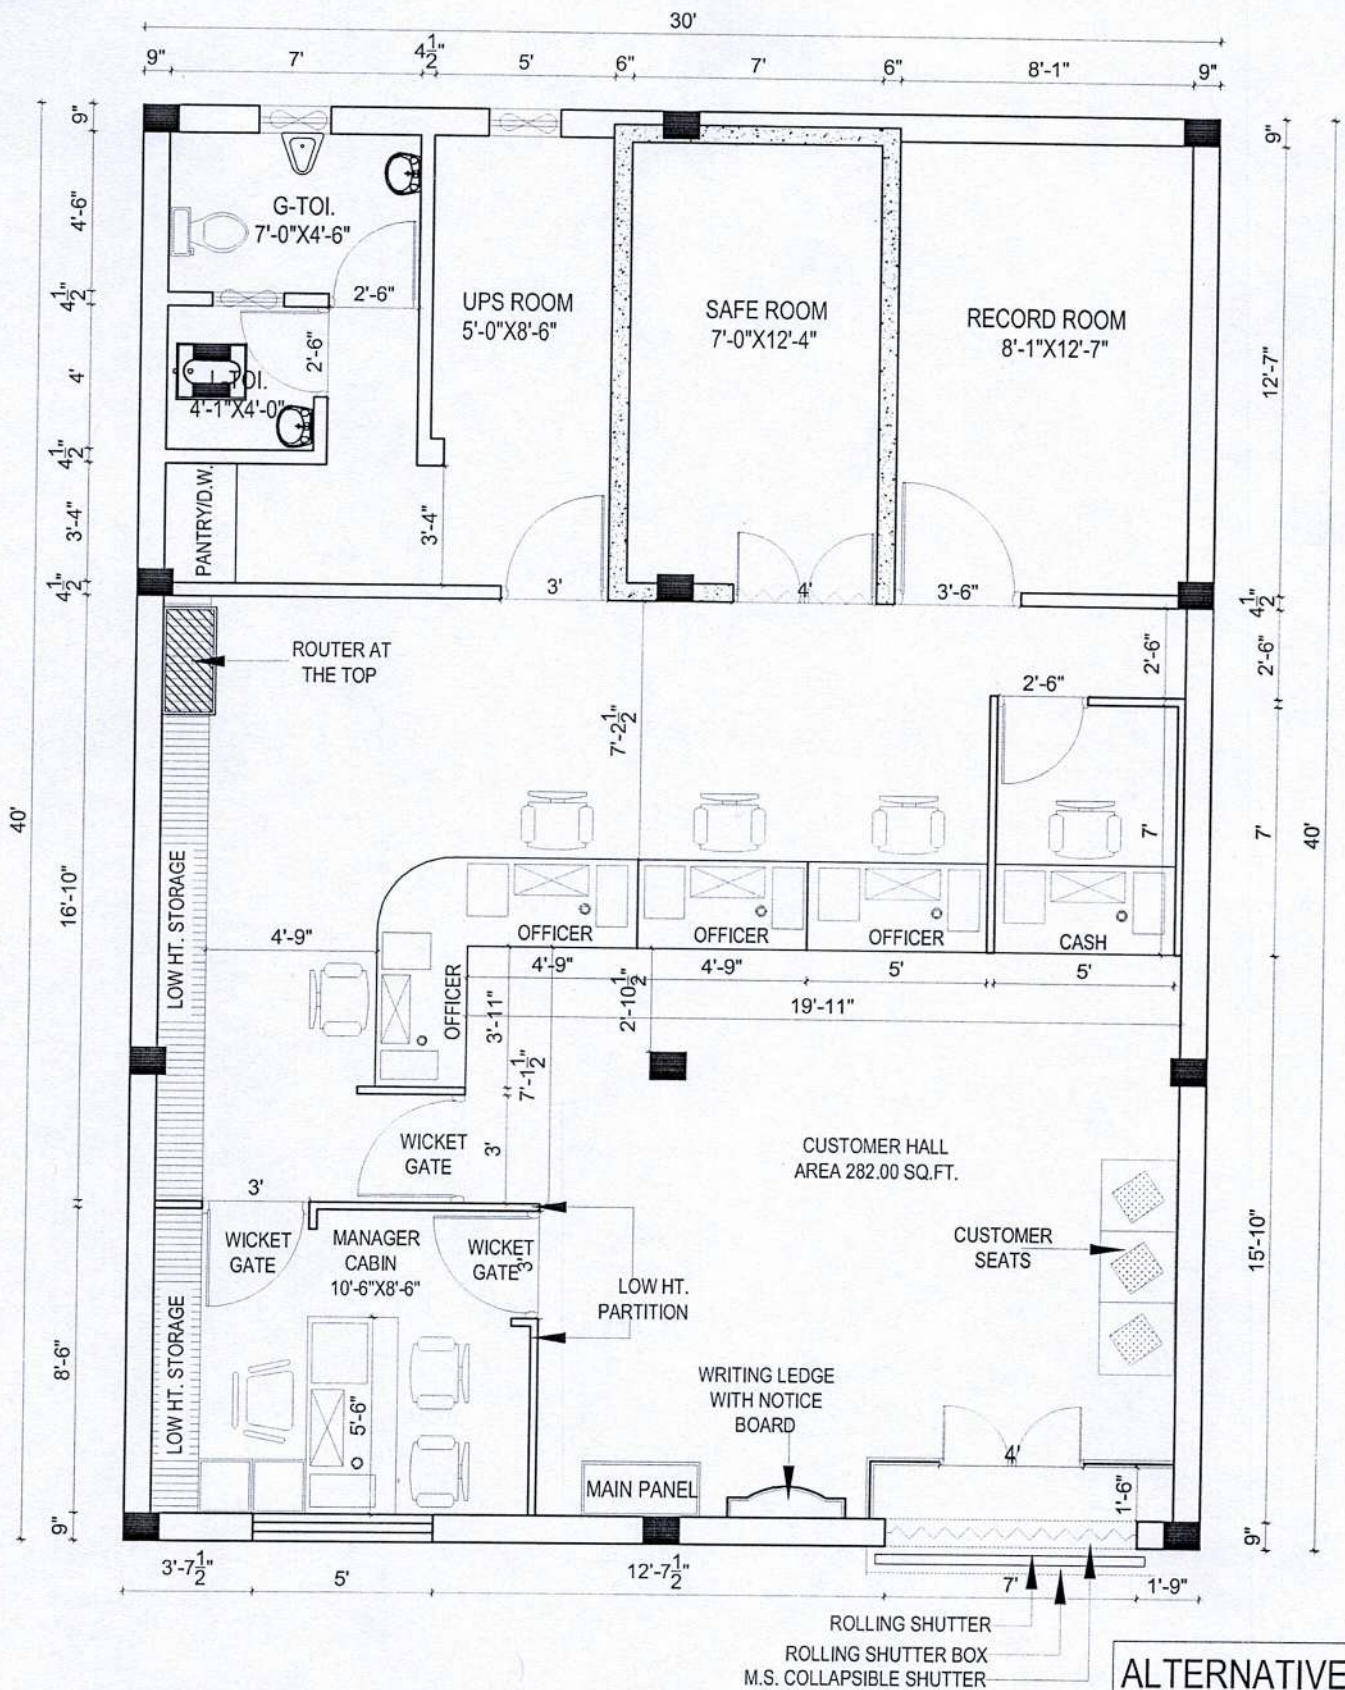 30'
9" 7' 4½" 5' 6" 7' 6" 8'-1" 9"
9"
4'-6"
4½"
4'
4½"
3'-4"
4½"
40'
16'-10"
8'-6"
9"
G-TOI.
7'-0"X4'-6"
2'-6"
2'-6"
L-TOI.
4'-1"X4'-0"
PANTRY/D.W.
3'-4"
UPS ROOM
5'-0"X8'-6"
SAFE ROOM
7'-0"X12'-4"
RECORD ROOM
8'-1"X12'-7"
3'
4'
3'-6"
9"
12'-7"
4½"
2'-6"
7'
40'
15'-10"
9"
ROUTER AT
THE TOP
7'-2½"
2'-6"
2'-6"
7'
LOW HT. STORAGE
4'-9"
OFFICER
OFFICER
OFFICER
OFFICER
CASH
4'-9" 4'-9" 5' 5'
19'-11"
3'-11"
7'-1½"
2'-10½"
3'
WICKET
GATE
CUSTOMER HALL
AREA 282.00 SQ.FT.
3'
WICKET
GATE
MANAGER
CABIN
10'-6"X8'-6"
WICKET
GATE
3'
LOW HT.
PARTITION
CUSTOMER
SEATS
LOW HT. STORAGE
5'-6"
WRITING LEDGE
WITH NOTICE
BOARD
MAIN PANEL
4'
1'-6"
3'-7½" 5' 12'-7½" 7' 1'-9"
ROLLING SHUTTER
ROLLING SHUTTER BOX
M.S. COLLAPSIBLE SHUTTER
ALTERNATIVE